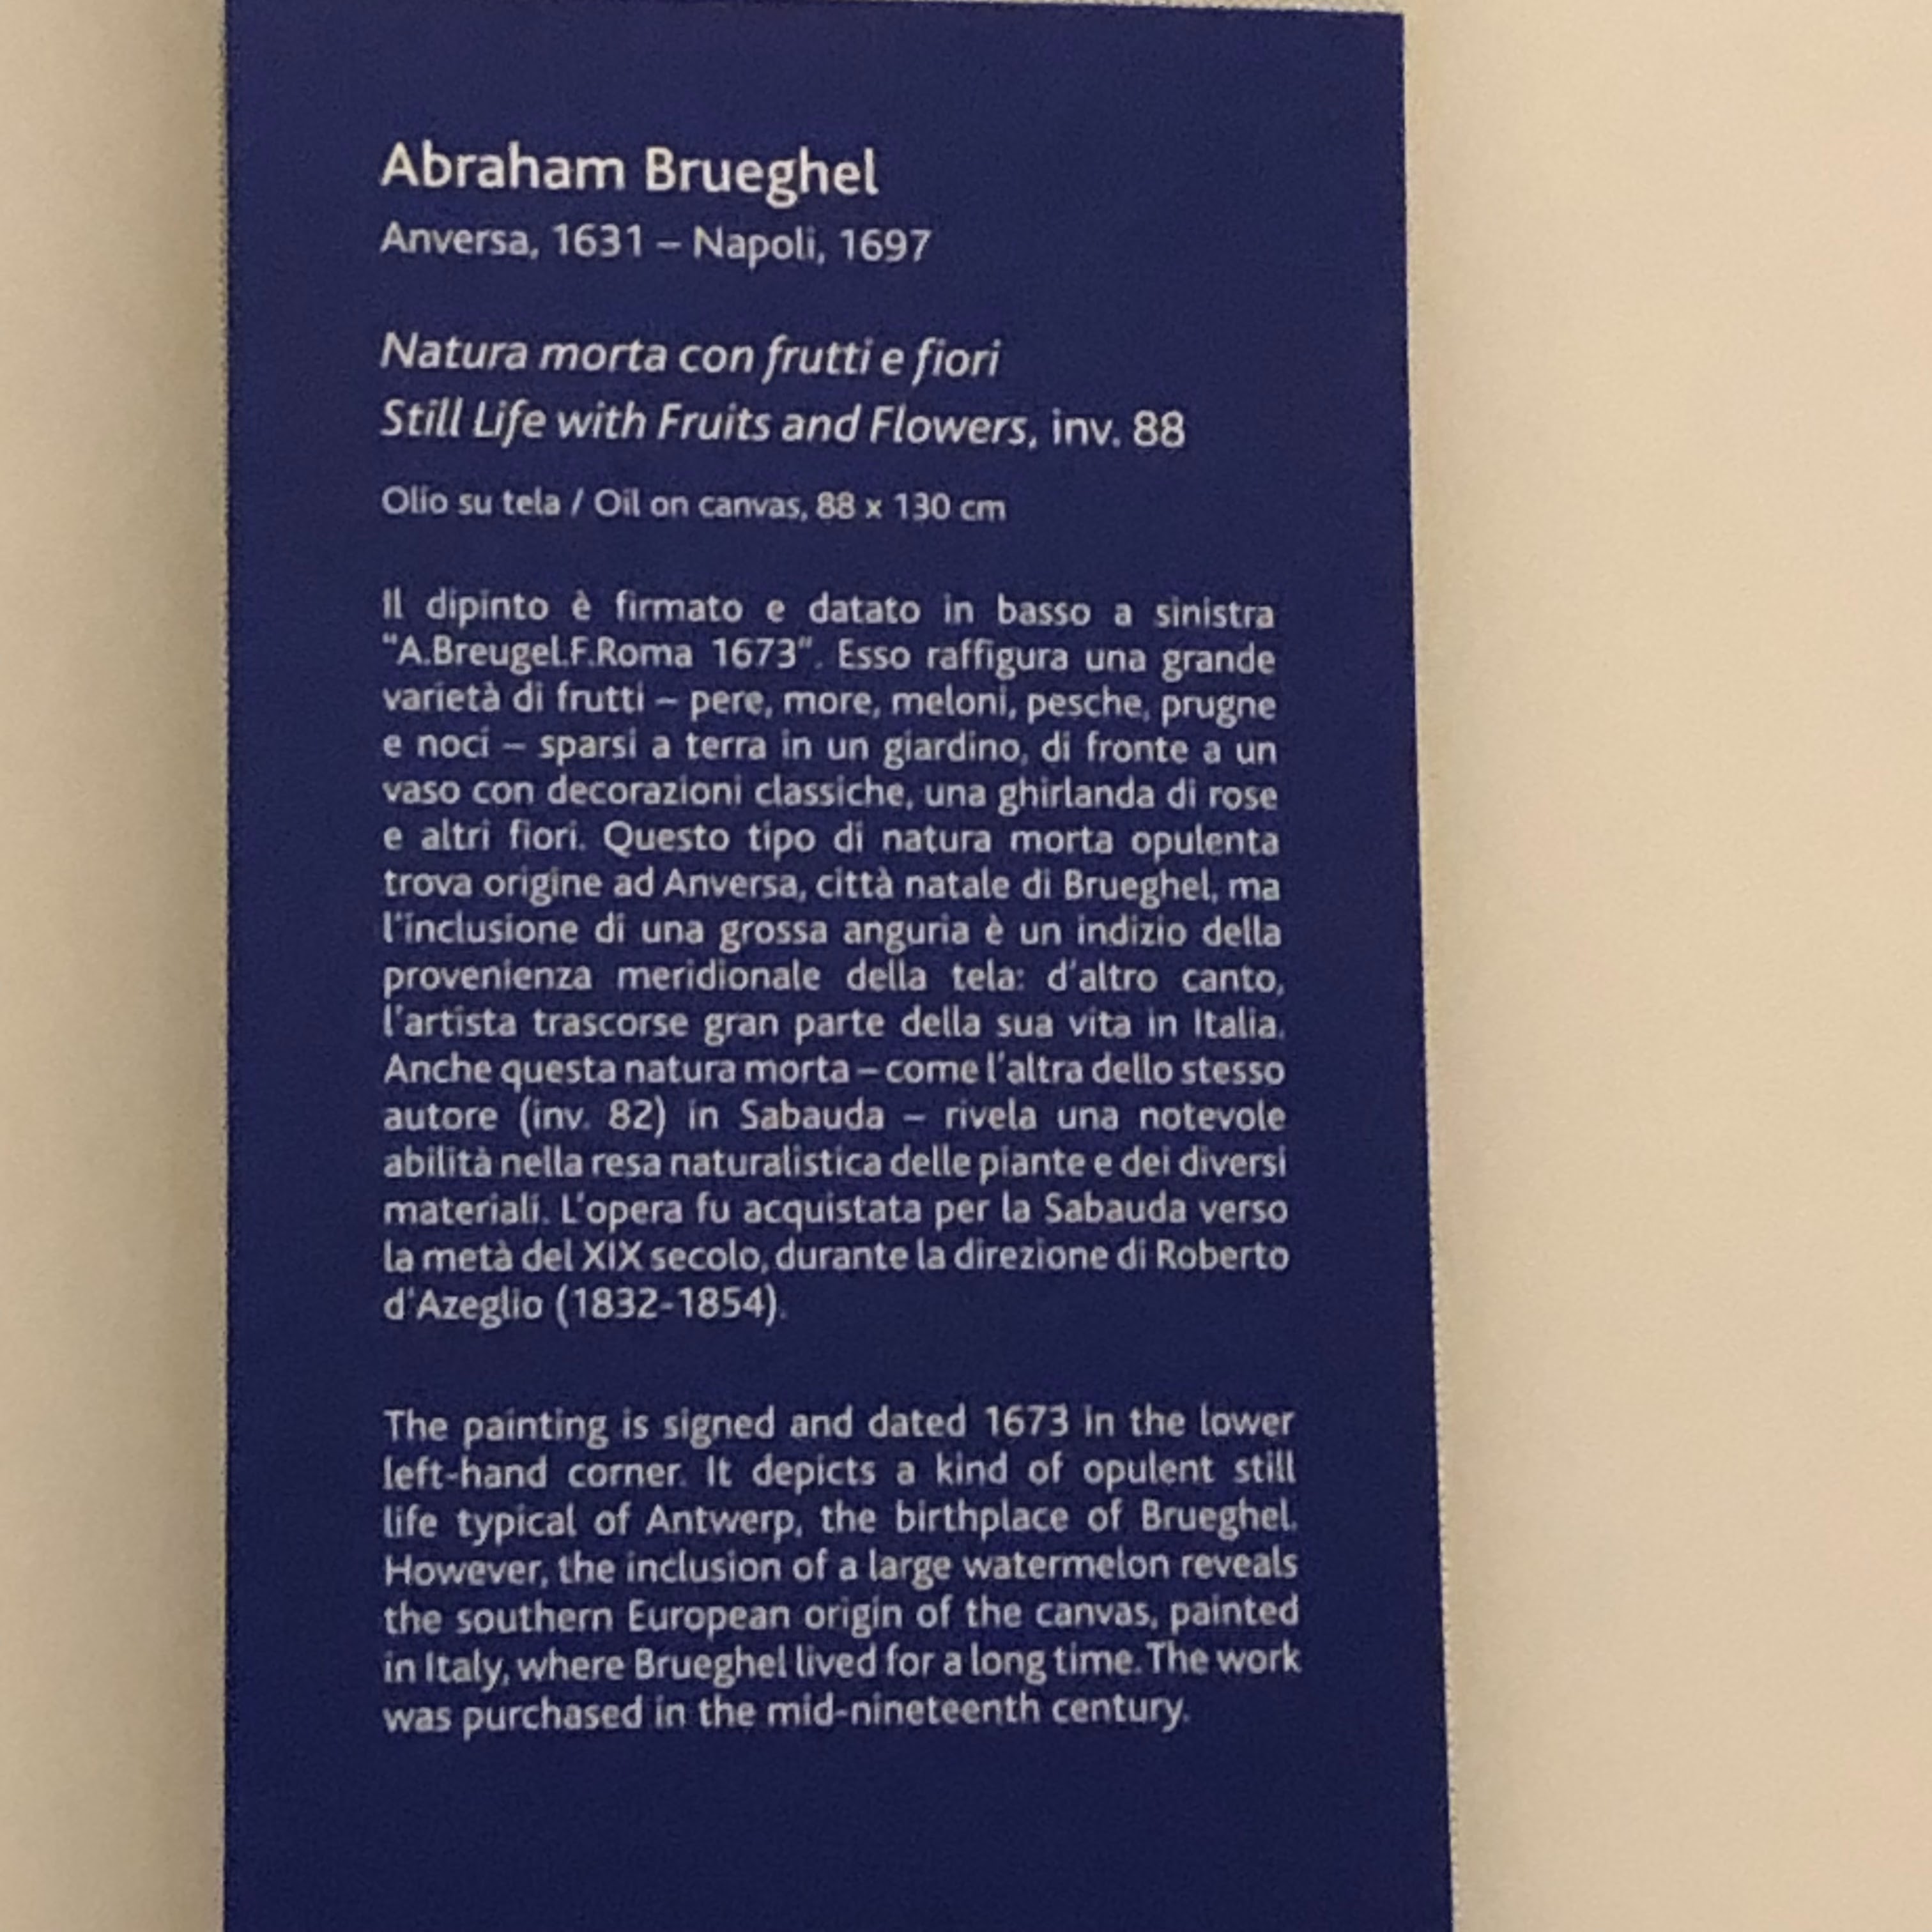 Abraham Brueghel
Anversa, 1631 – Napoli, 1697
Natura morta con frutti e fiori
Still Life with Fruits and Flowers, inv. 88
Olio su tela / Oil on canvas, 88 x 130 cm
Il dipinto è firmato e datato in basso a sinistra
"A.Breugel.F.Roma 1673". Esso raffigura una grande
varietà di frutti – pere, more, meloni, pesche, prugne
e noci – sparsi a terra in un giardino, di fronte a un
vaso con decorazioni classiche, una ghirlanda di rose
e altri fiori. Questo tipo di natura morta opulenta
trova origine ad Anversa, città natale di Brueghel, ma
l'inclusione di una grossa anguria è un indizio della
provenienza meridionale della tela: d'altro canto,
l'artista trascorse gran parte della sua vita in Italia.
Anche questa natura morta – come l'altra dello stesso
autore (inv. 82) in Sabauda – rivela una notevole
abilità nella resa naturalistica delle piante e dei diversi
materiali. L'opera fu acquistata per la Sabauda verso
la metà del XIX secolo, durante la direzione di Roberto
d'Azeglio (1832-1854).
The painting is signed and dated 1673 in the lower
left-hand corner. It depicts a kind of opulent still
life typical of Antwerp, the birthplace of Brueghel.
However, the inclusion of a large watermelon reveals
the southern European origin of the canvas, painted
in Italy, where Brueghel lived for a long time. The work
was purchased in the mid-nineteenth century.